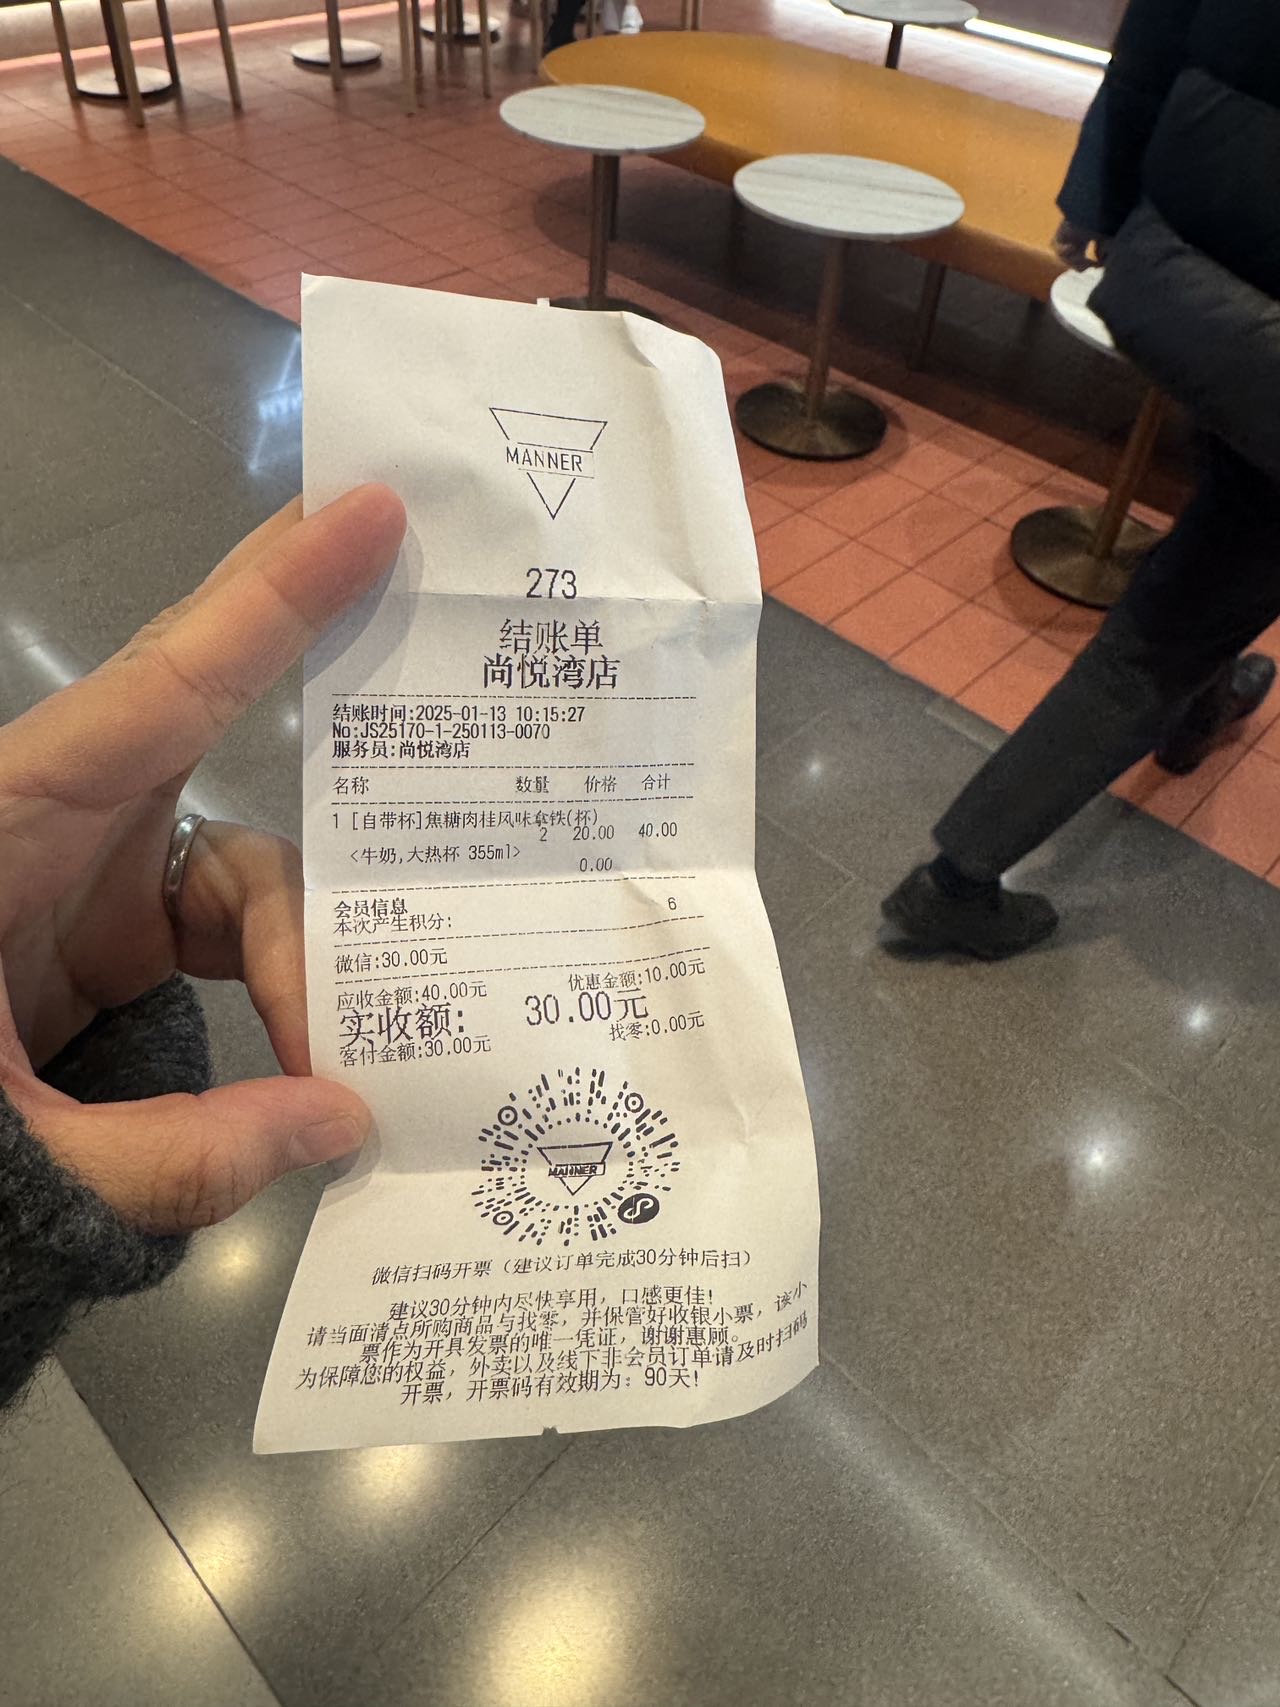 MANNER
273
结账单
尚悦湾店
结账时间:2025-01-13 10:15:27
No:JS25170-1-250113-0070
服务员:尚悦湾店
名称 数量 价格 合计
1 [自带杯]焦糖肉桂风味拿铁(杯)
2 20.00 40.00
<牛奶,大热杯 355ml>
0.00
会员信息
本次产生积分: 6
微信:30.00元
应收金额:40.00元 优惠金额:10.00元
实收额: 30.00元
客付金额:30.00元 找零:0.00元
MANNER
微信扫码开票（建议订单完成30分钟后扫）
建议30分钟内尽快享用，口感更佳!
请当面清点所购商品与找零，并保管好收银小票，该小
票作为开具发票的唯一凭证，谢谢惠顾。
为保障您的权益，外卖以及线下非会员订单请及时扫码
开票，开票码有效期为: 90天!